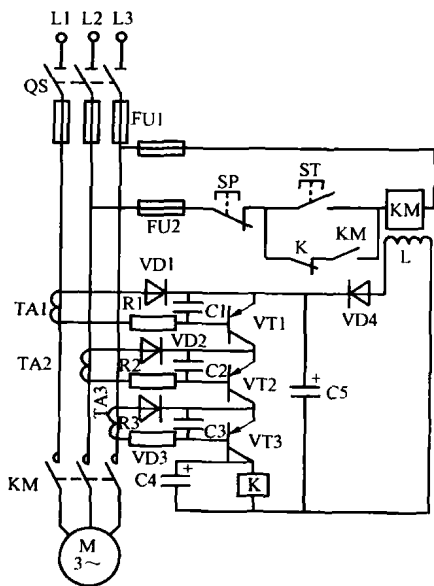 L1 L2 L3
QS
FU1
SP
ST
KM
FU2
K
KM
L
VD1
R1
C1
TA1
VT1
VD4
VD2
TA2
R2
C2
VT2
C5
+
TA3
R3
C3
VD3
VT3
KM
C4
+
K
M
3～